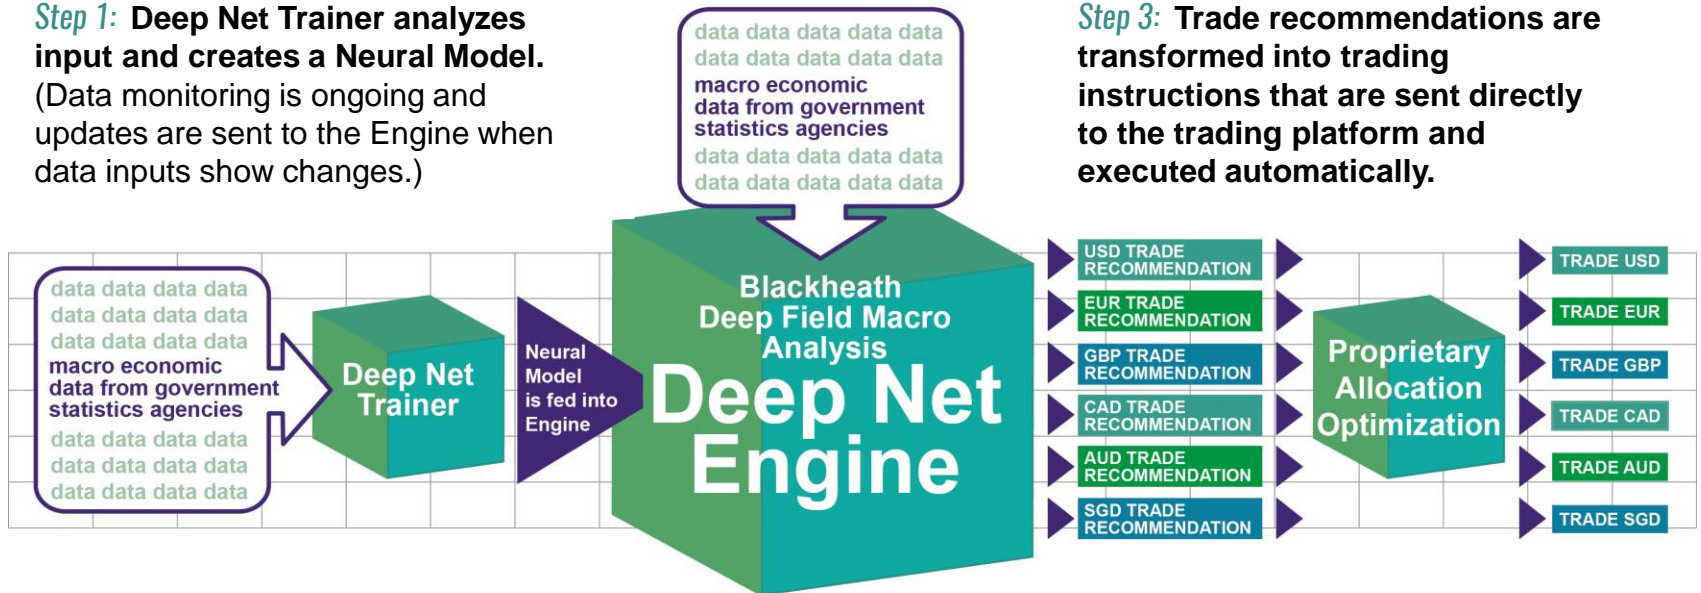 Step 1: Deep Net Trainer analyzes
input and creates a Neural Model.
(Data monitoring is ongoing and
updates are sent to the Engine when
data inputs show changes.)
data data data data data
data data data data data
macro economic
data from government
statistics agencies
data data data data data
data data data data data
Step 3: Trade recommendations are
transformed into trading
instructions that are sent directly
to the trading platform and
executed automatically.
data data data data
data data data data
data data data data
macro economic
data from government
statistics agencies
data data data data
data data data data
data data data data
Deep Net
Trainer
Neural
Model
is fed into
Engine
Blackheath
Deep Field Macro
Analysis
Deep Net
Engine
USD TRADE
RECOMMENDATION
EUR TRADE
RECOMMENDATION
GBP TRADE
RECOMMENDATION
CAD TRADE
RECOMMENDATION
AUD TRADE
RECOMMENDATION
SGD TRADE
RECOMMENDATION
Proprietary
Allocation
Optimization
TRADE USD
TRADE EUR
TRADE GBP
TRADE CAD
TRADE AUD
TRADE SGD